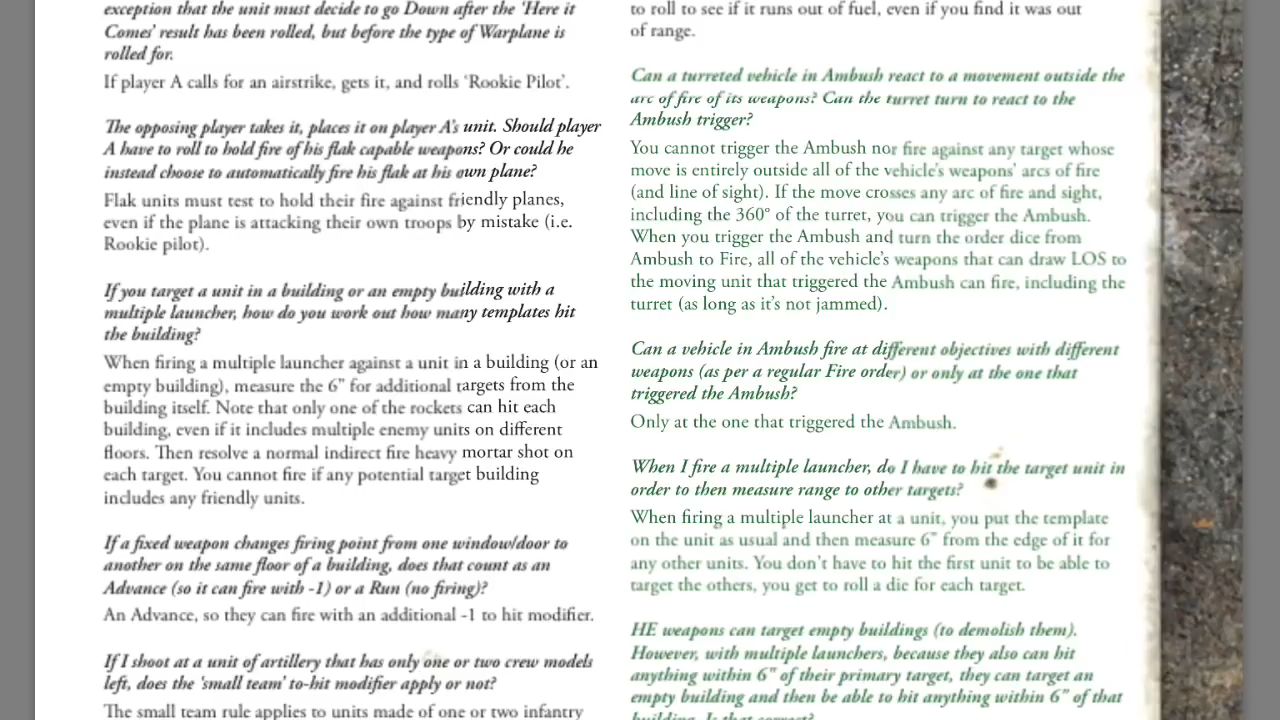 exception that the unit must decide to go Down after the 'Here it
Comes' result has been rolled, but before the type of Warplane is
rolled for.
If player A calls for an airstrike, gets it, and rolls 'Rookie Pilot'.
The opposing player takes it, places it on player A's unit. Should player
A have to roll to hold fire of his flak capable weapons? Or could he
instead choose to automatically fire his flak at his own plane?
Flak units must test to hold their fire against friendly planes,
even if the plane is attacking their own troops by mistake (i.e.
Rookie pilot).
If you target a unit in a building or an empty building with a
multiple launcher, how do you work out how many templates hit
the building?
When firing a multiple launcher against a unit in a building (or an
empty building), measure the 6" for additional targets from the
building itself. Note that only one of the rockets can hit each
building, even if it includes multiple enemy units on different
floors. Then resolve a normal indirect fire heavy mortar shot on
each target. You cannot fire if any potential target building
includes any friendly units.
If a fixed weapon changes firing point from one window/door to
another on the same floor of a building, does that count as an
Advance (so it can fire with -1) or a Run (no firing)?
An Advance, so they can fire with an additional -1 to hit modifier.
If I shoot at a unit of artillery that has only one or two crew models
left, does the 'small team' to-hit modifier apply or not?
The small team rule applies to units made of one or two infantry
to roll to see if it runs out of fuel, even if you find it was out
of range.
Can a turreted vehicle in Ambush react to a movement outside the
arc of fire of its weapons? Can the turret turn to react to the
Ambush trigger?
You cannot trigger the Ambush nor fire against any target whose
move is entirely outside all of the vehicle's weapons' arcs of fire
(and line of sight). If the move crosses any arc of fire and sight,
including the 360° of the turret, you can trigger the Ambush.
When you trigger the Ambush and turn the order dice from
Ambush to Fire, all of the vehicle's weapons that can draw LOS to
the moving unit that triggered the Ambush can fire, including the
turret (as long as it's not jammed).
Can a vehicle in Ambush fire at different objectives with different
weapons (as per a regular Fire order) or only at the one that
triggered the Ambush?
Only at the one that triggered the Ambush.
When I fire a multiple launcher, do I have to hit the target unit in
order to then measure range to other targets?
When firing a multiple launcher at a unit, you put the template
on the unit as usual and then measure 6" from the edge of it for
any other units. You don't have to hit the first unit to be able to
target the others, you get to roll a die for each target.
HE weapons can target empty buildings (to demolish them).
However, with multiple launchers, because they also can hit
anything within 6" of their primary target, they can target an
empty building and then be able to hit anything within 6" of that
building. Is that correct?